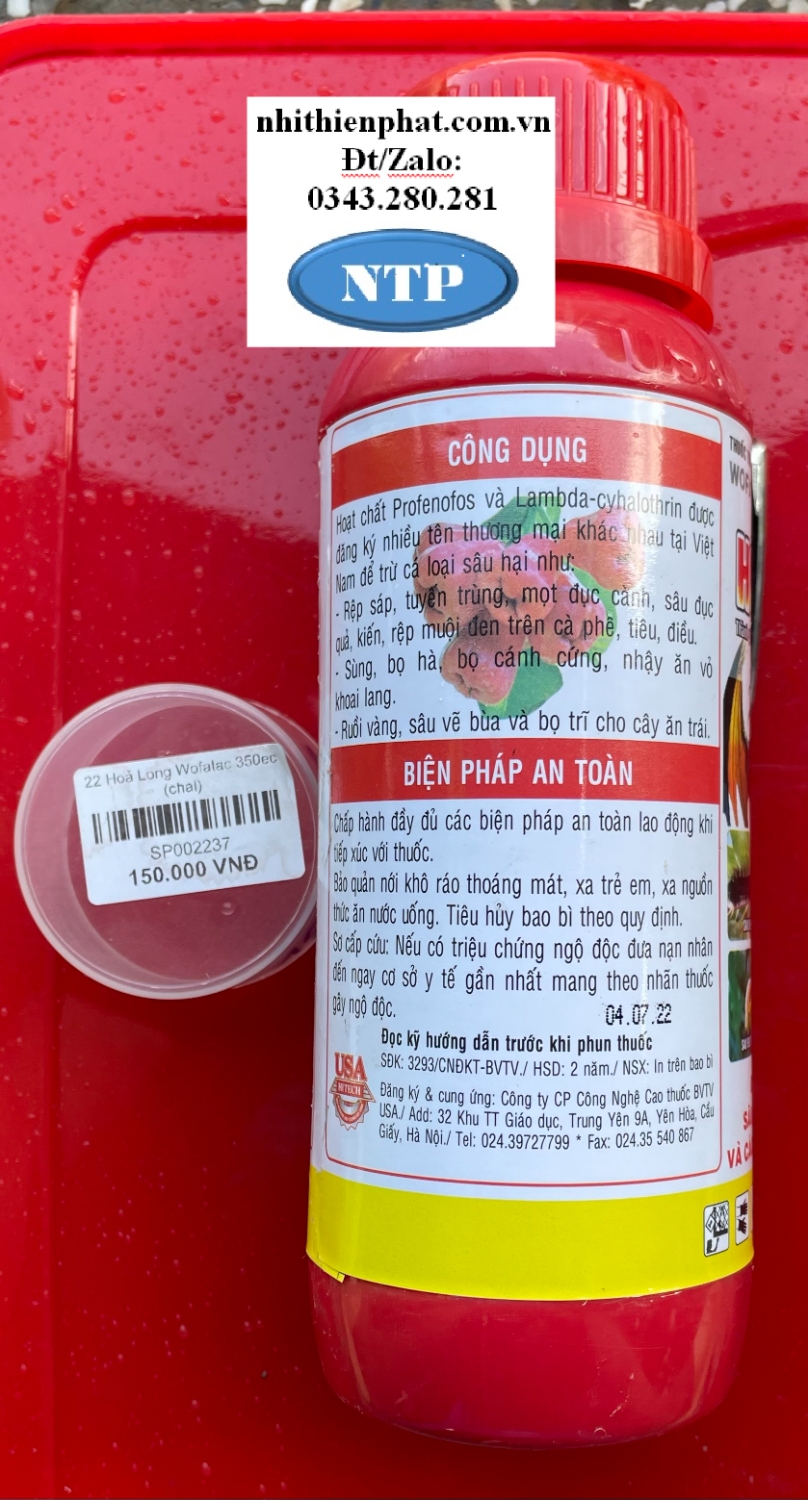 nhithienphat.com.vn
Đt/Zalo:
0343.280.281
NTP
CÔNG DỤNG
Hoạt chất Profenofos và Lambda-cyhalothrin được
đăng ký nhiều tên thương mại khác nhau tại Việt
Nam để trừ cả loại sâu hại như:
- Rệp sáp, tuyến trùng, mọt đục cành, sâu đục
quả, kiến, rệp muội đen trên cà phê, tiêu, điều.
- Sùng, bọ hà, bọ cánh cứng, nhậy ăn vỏ
khoai lang.
- Ruồi vàng, sâu vẽ bùa và bọ trĩ cho cây ăn trái.
BIỆN PHÁP AN TOÀN
Chấp hành đầy đủ các biện pháp an toàn lao động khi
tiếp xúc với thuốc.
Bảo quản nơi khô ráo thoáng mát, xa trẻ em, xa nguồn
thức ăn nước uống. Tiêu hủy bao bì theo quy định.
Sơ cấp cứu: Nếu có triệu chứng ngộ độc đưa nạn nhân
đến ngay cơ sở y tế gần nhất mang theo nhãn thuốc
gây ngộ độc.
04.07.22
Đọc kỹ hướng dẫn trước khi phun thuốc
SĐK: 3293/CNĐKT-BVTV./ HSD: 2 năm./ NSX: In trên bao bì
USA
HITECH
Đăng ký & cung ứng: Công ty CP Công Nghệ Cao thuốc BVTV
USA./ Add: 32 Khu TT Giáo dục, Trung Yên 9A, Yên Hòa, Cầu
Giấy, Hà Nội./ Tel: 024.39727799 * Fax: 024.35 540 867
22 Hoả Long Wofalac 350ec
(chai)
SP002237
150.000 VNĐ
THUỐC
WOF
H
SÂ
VÀ CÁ